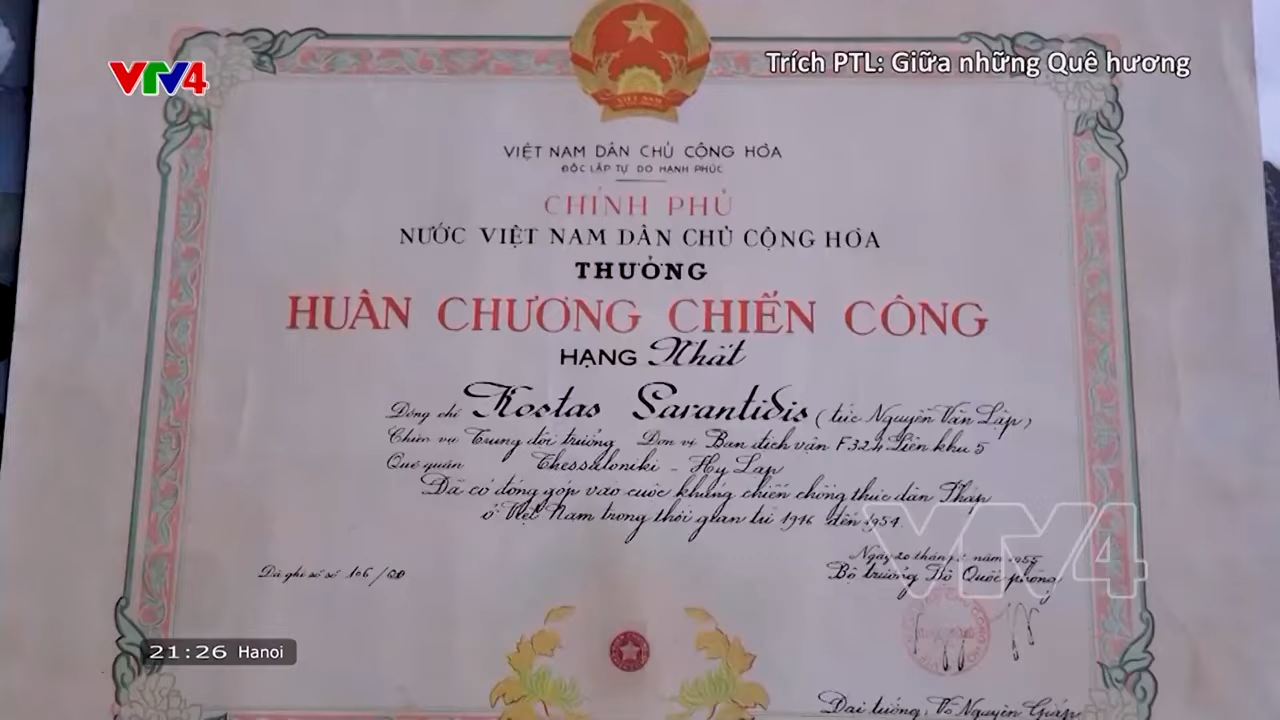 VTV4
Trích PTL: Giữa những Quê hương
VIỆT NAM
VIỆT NAM DÂN CHỦ CỘNG HÒA
ĐỘC LẬP TỰ DO HẠNH PHÚC
CHÍNH PHỦ
NƯỚC VIỆT NAM DÂN CHỦ CỘNG HÒA
THƯỞNG
HUÂN CHƯƠNG CHIẾN CÔNG
HẠNG Nhất
Đồng chí Kostas Sarantidis (tức Nguyễn Văn Lập)
Chức vụ Trung đội trưởng Đơn vị Ban địch vận F324 Liên khu 5
Quê quán Thessaloniki - Hy Lạp
Đã có đóng góp vào cuộc kháng chiến chống thực dân Pháp
ở Việt Nam trong thời gian từ 1946 đến 1954.
Ngày 20 tháng năm 1955
Đã ghi sổ số 106/
Bộ trưởng Bộ Quốc phòng
VTV4
21:26 Hanoi
Đại tướng, Võ Nguyên Giáp